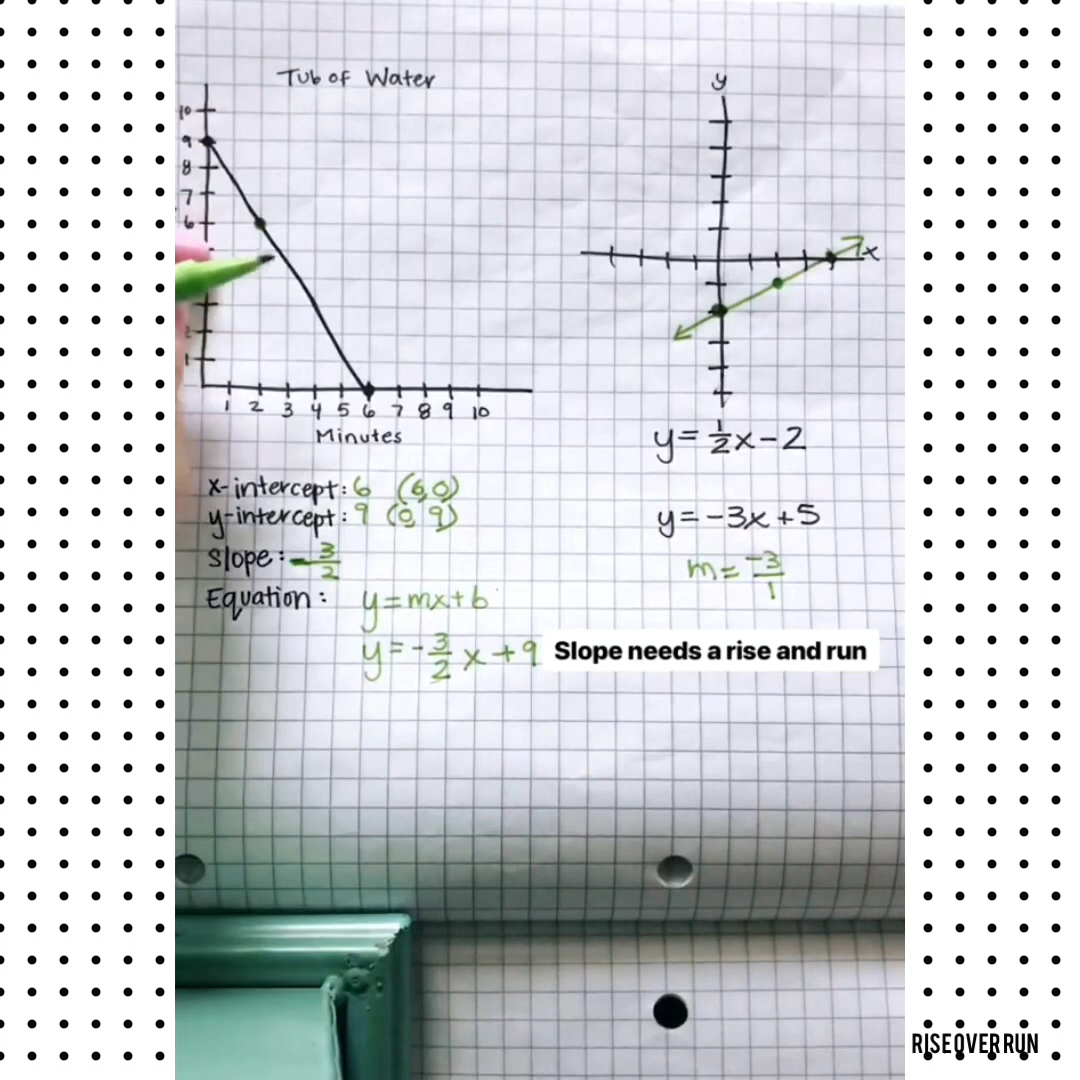 Tub of Water
10
9
8
7
6
2
1
1 2 3 4 5 6 7 8 9 10
Minutes
x-intercept: 6 (6,0)
y-intercept: 9 (0, 9)
Slope: -3/2
Equation: y=mx+b
y=-3/2 x+9
y
x
y=1/2x-2
y=-3x+5
m=-3/1
Slope needs a rise and run
RISE OVER RUN